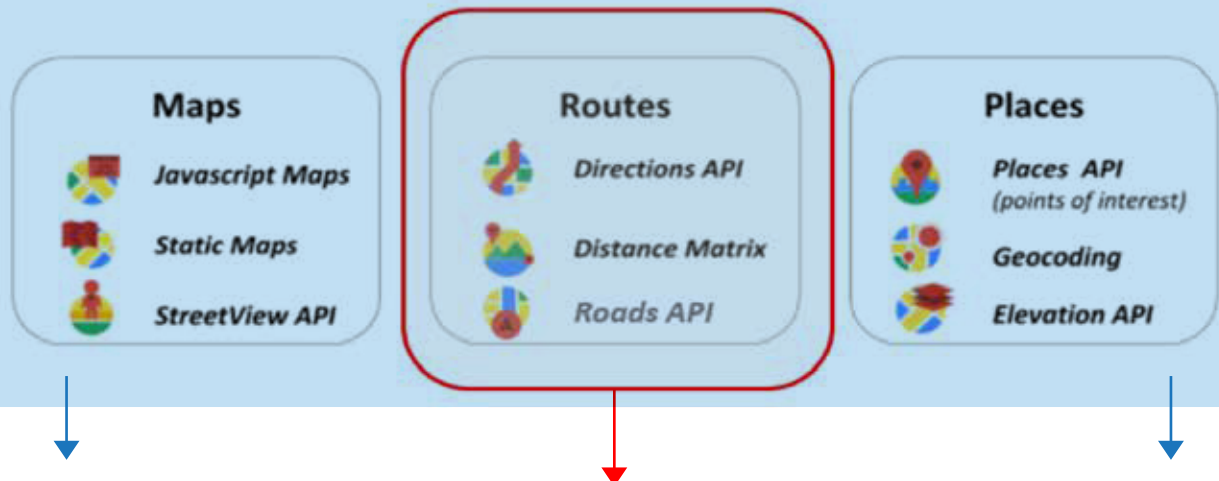 Maps
Javascript Maps
Static Maps
StreetView API
Routes
Directions API
Distance Matrix
Roads API
A
Places
Places API
(points of interest)
Geocoding
Elevation API